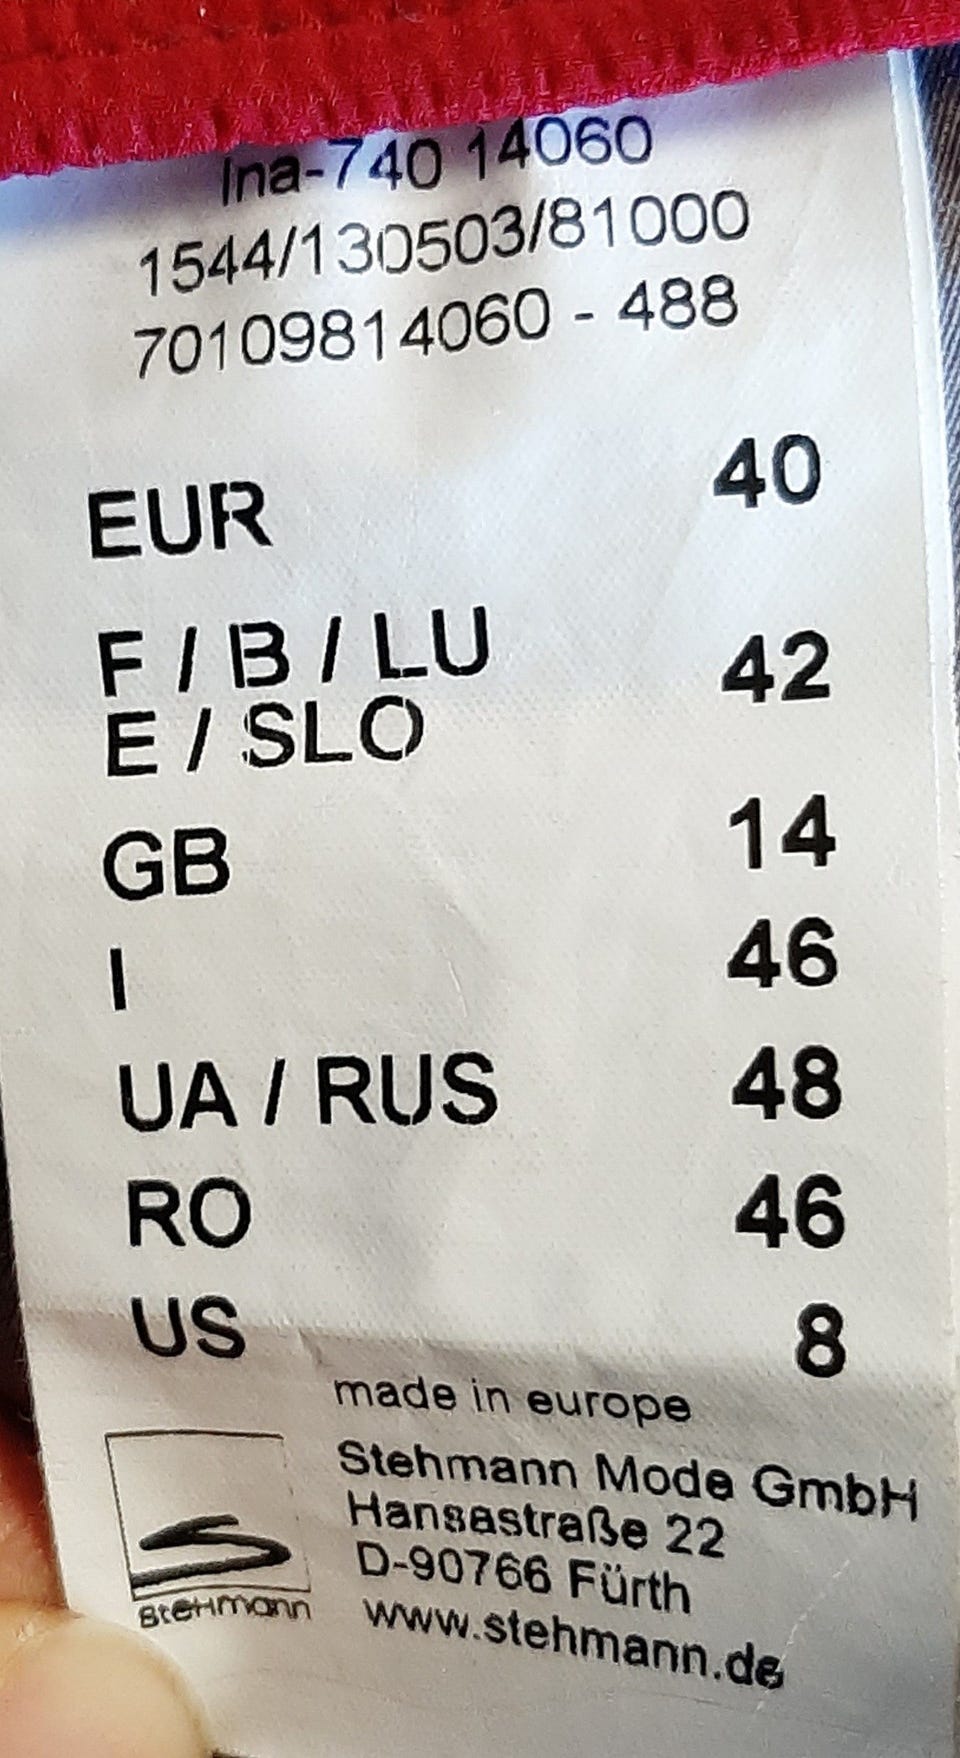 Ina-740 14060
1544/130503/81000
70109814060 - 488
EUR 40
F / B / LU 42
E / SLO
GB 14
I 46
UA / RUS 48
RO 46
US 8
made in europe
Stehmann Mode GmbH
Hansastraße 22
D-90766 Fürth
www.stehmann.de
Stehmann